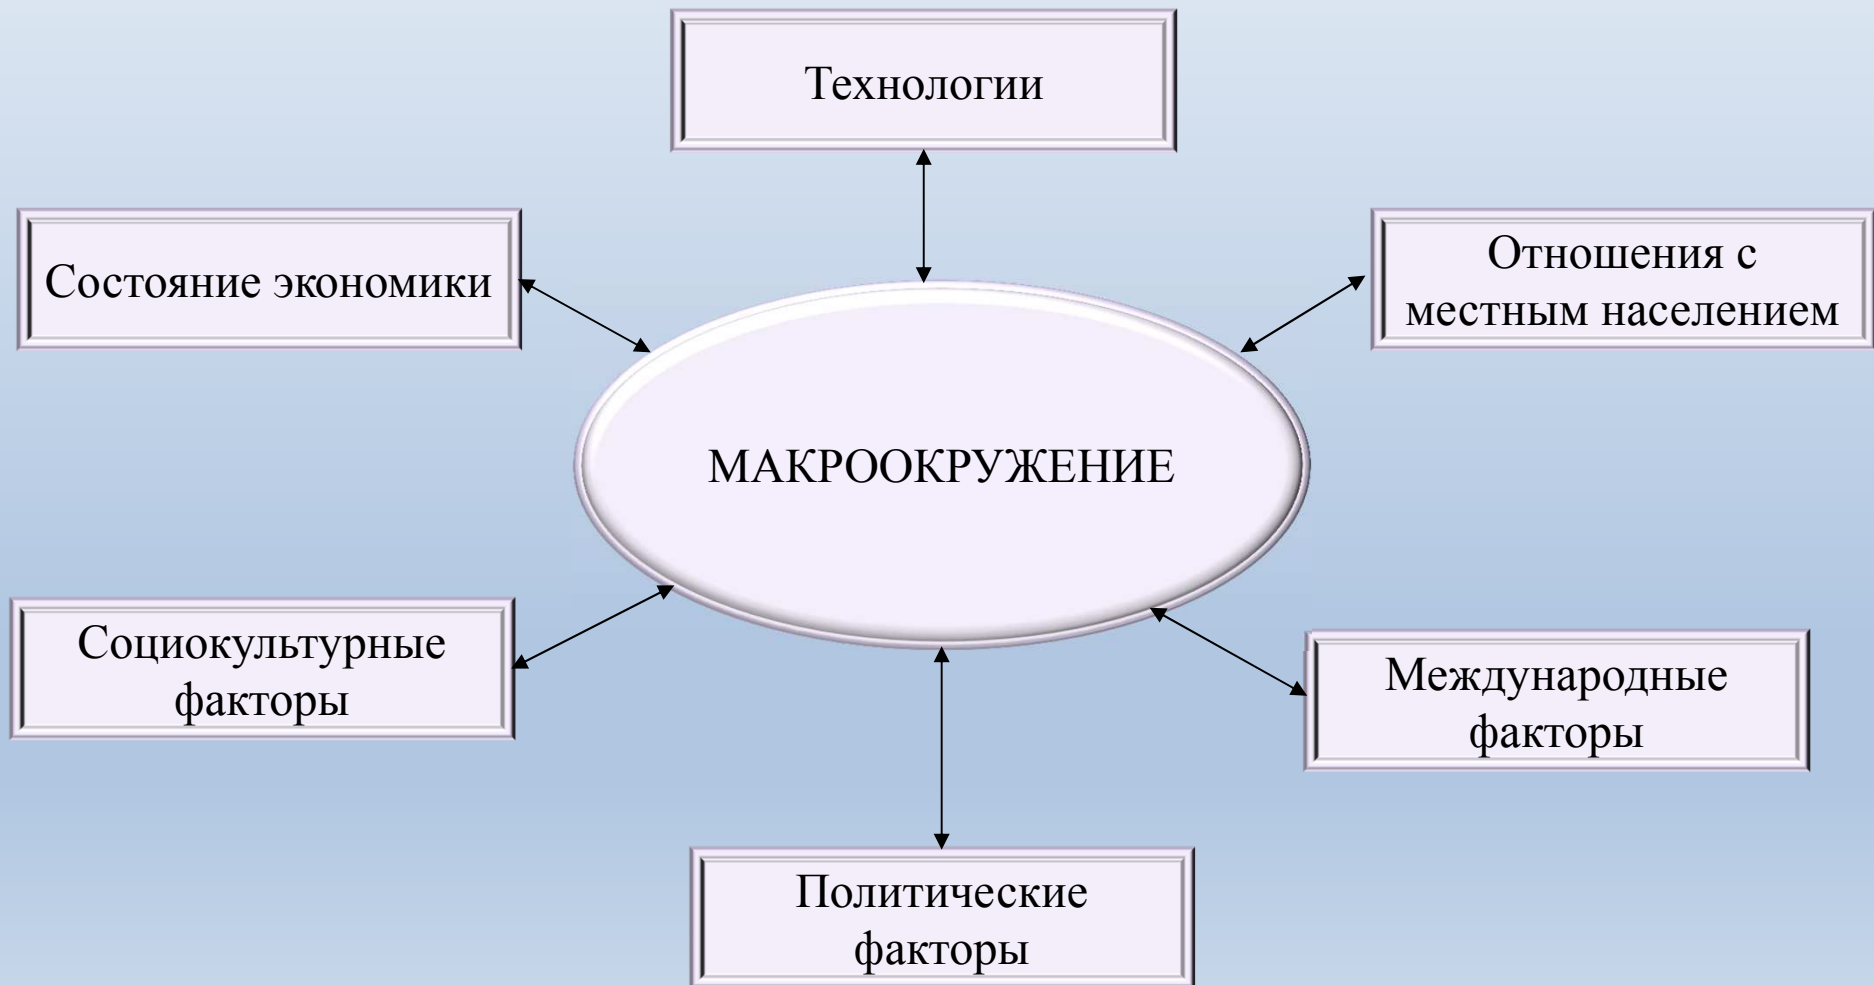 Технологии
Состояние экономики
Отношения с
местным населением
МАКРООКРУЖЕНИЕ
Социокультурные
факторы
Международные
факторы
Политические
факторы